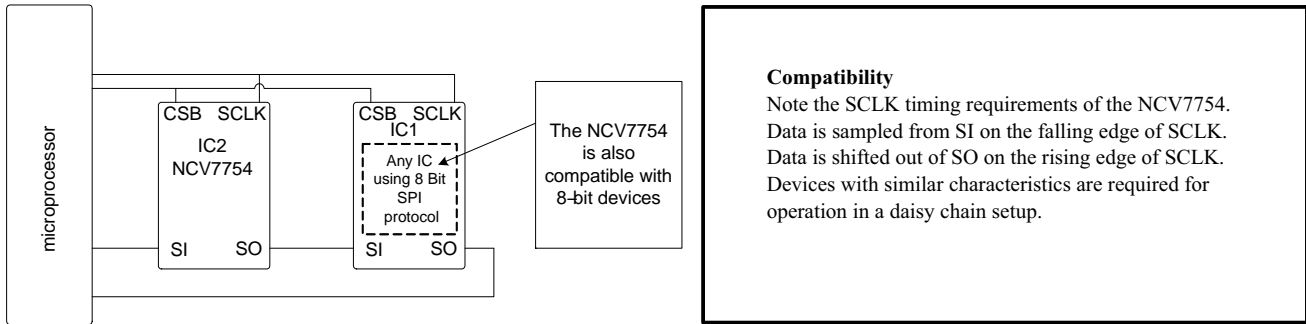 microprocessor
CSB SCLK
IC2
NCV7754
SI SO
CSB SCLK
IC1
Any IC
using 8 Bit
SPI
protocol
SI SO
The NCV7754
is also
compatible with
8–bit devices
Compatibility
Note the SCLK timing requirements of the NCV7754.
Data is sampled from SI on the falling edge of SCLK.
Data is shifted out of SO on the rising edge of SCLK.
Devices with similar characteristics are required for
operation in a daisy chain setup.